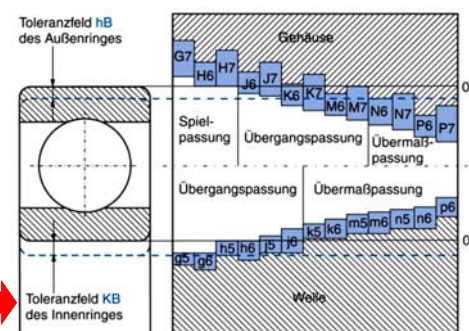 Toleranzfeld hB
des Außenringes
Gehäuse
G7
H6
H7
J6
J7
K6
K7
M6
M7
N6
N7
P6
P7
0
Spiel-
passung
Übergangspassung
Übermaß-
passung
Übergangspassung
Übermaßpassung
g5
g6
h5
h6
j5
j6
k5
k6
m5
m6
n5
n6
p6
0
Toleranzfeld KB
des Innenringes
Welle